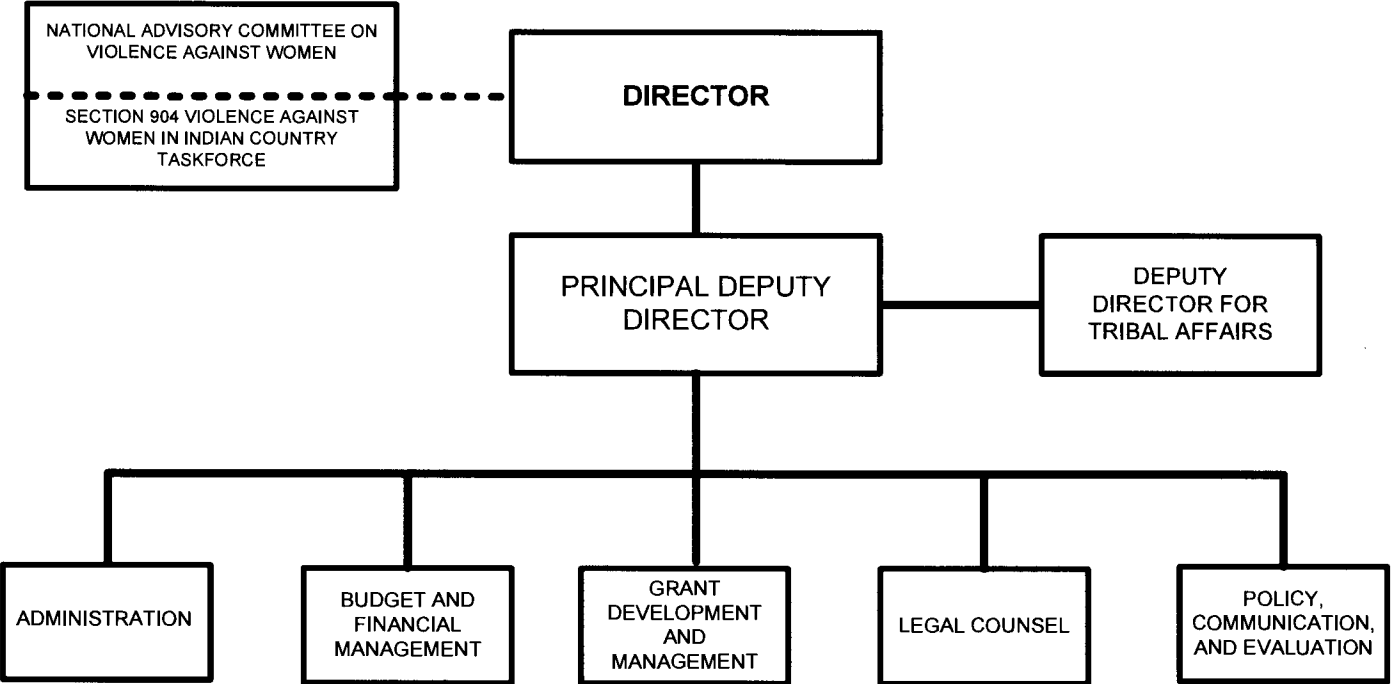 NATIONAL ADVISORY COMMITTEE ON
VIOLENCE AGAINST WOMEN
SECTION 904 VIOLENCE AGAINST
WOMEN IN INDIAN COUNTRY
TASKFORCE
DIRECTOR
PRINCIPAL DEPUTY
DIRECTOR
DEPUTY
DIRECTOR FOR
TRIBAL AFFAIRS
ADMINISTRATION
BUDGET AND
FINANCIAL
MANAGEMENT
GRANT
DEVELOPMENT
AND
MANAGEMENT
LEGAL COUNSEL
POLICY,
COMMUNICATION,
AND EVALUATION